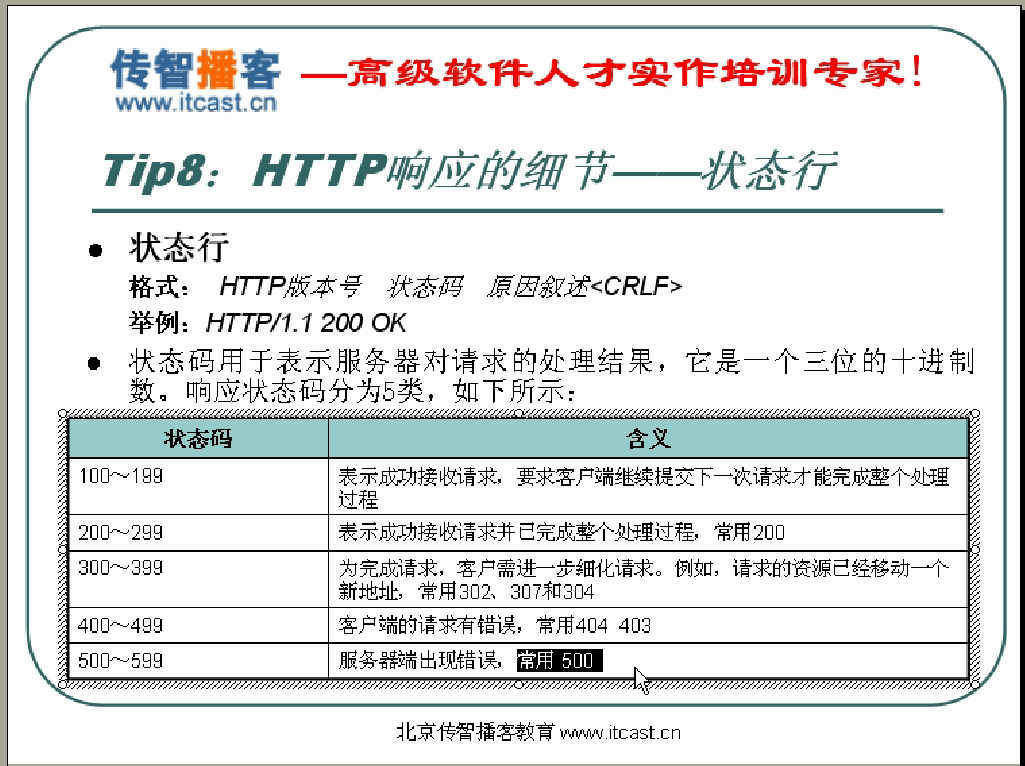 传智播客 —高级软件人才实作培训专家!
www.itcast.cn
Tip8：HTTP响应的细节——状态行
● 状态行
格式： HTTP版本号 状态码 原因叙述<CRLF>
举例：HTTP/1.1 200 OK
● 状态码用于表示服务器对请求的处理结果，它是一个三位的十进制
数。响应状态码分为5类，如下所示：
状态码 含义
100～199 表示成功接收请求，要求客户端继续提交下一次请求才能完成整个处理
过程
200～299 表示成功接收请求并已完成整个处理过程，常用200
300～399 为完成请求，客户需进一步细化请求。例如，请求的资源已经移动一个
新地址，常用302、307和304
400～499 客户端的请求有错误，常用404 403
500～599 服务器端出现错误，常用 500
北京传智播客教育 www.itcast.cn